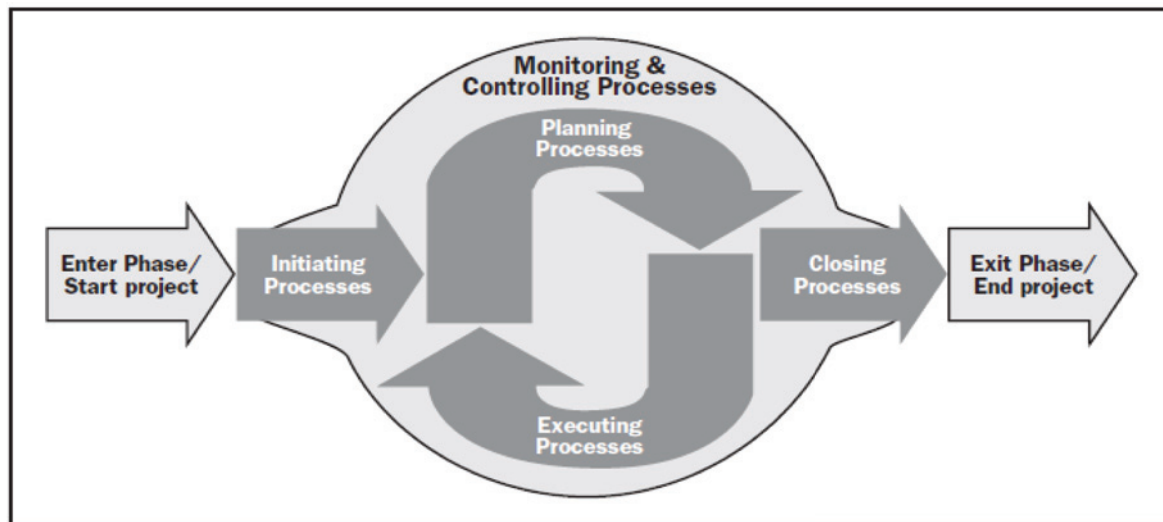 Monitoring &
Controlling Processes
Planning
Processes
Enter Phase/
Start project
Initiating
Processes
Closing
Processes
Exit Phase/
End project
Executing
Processes